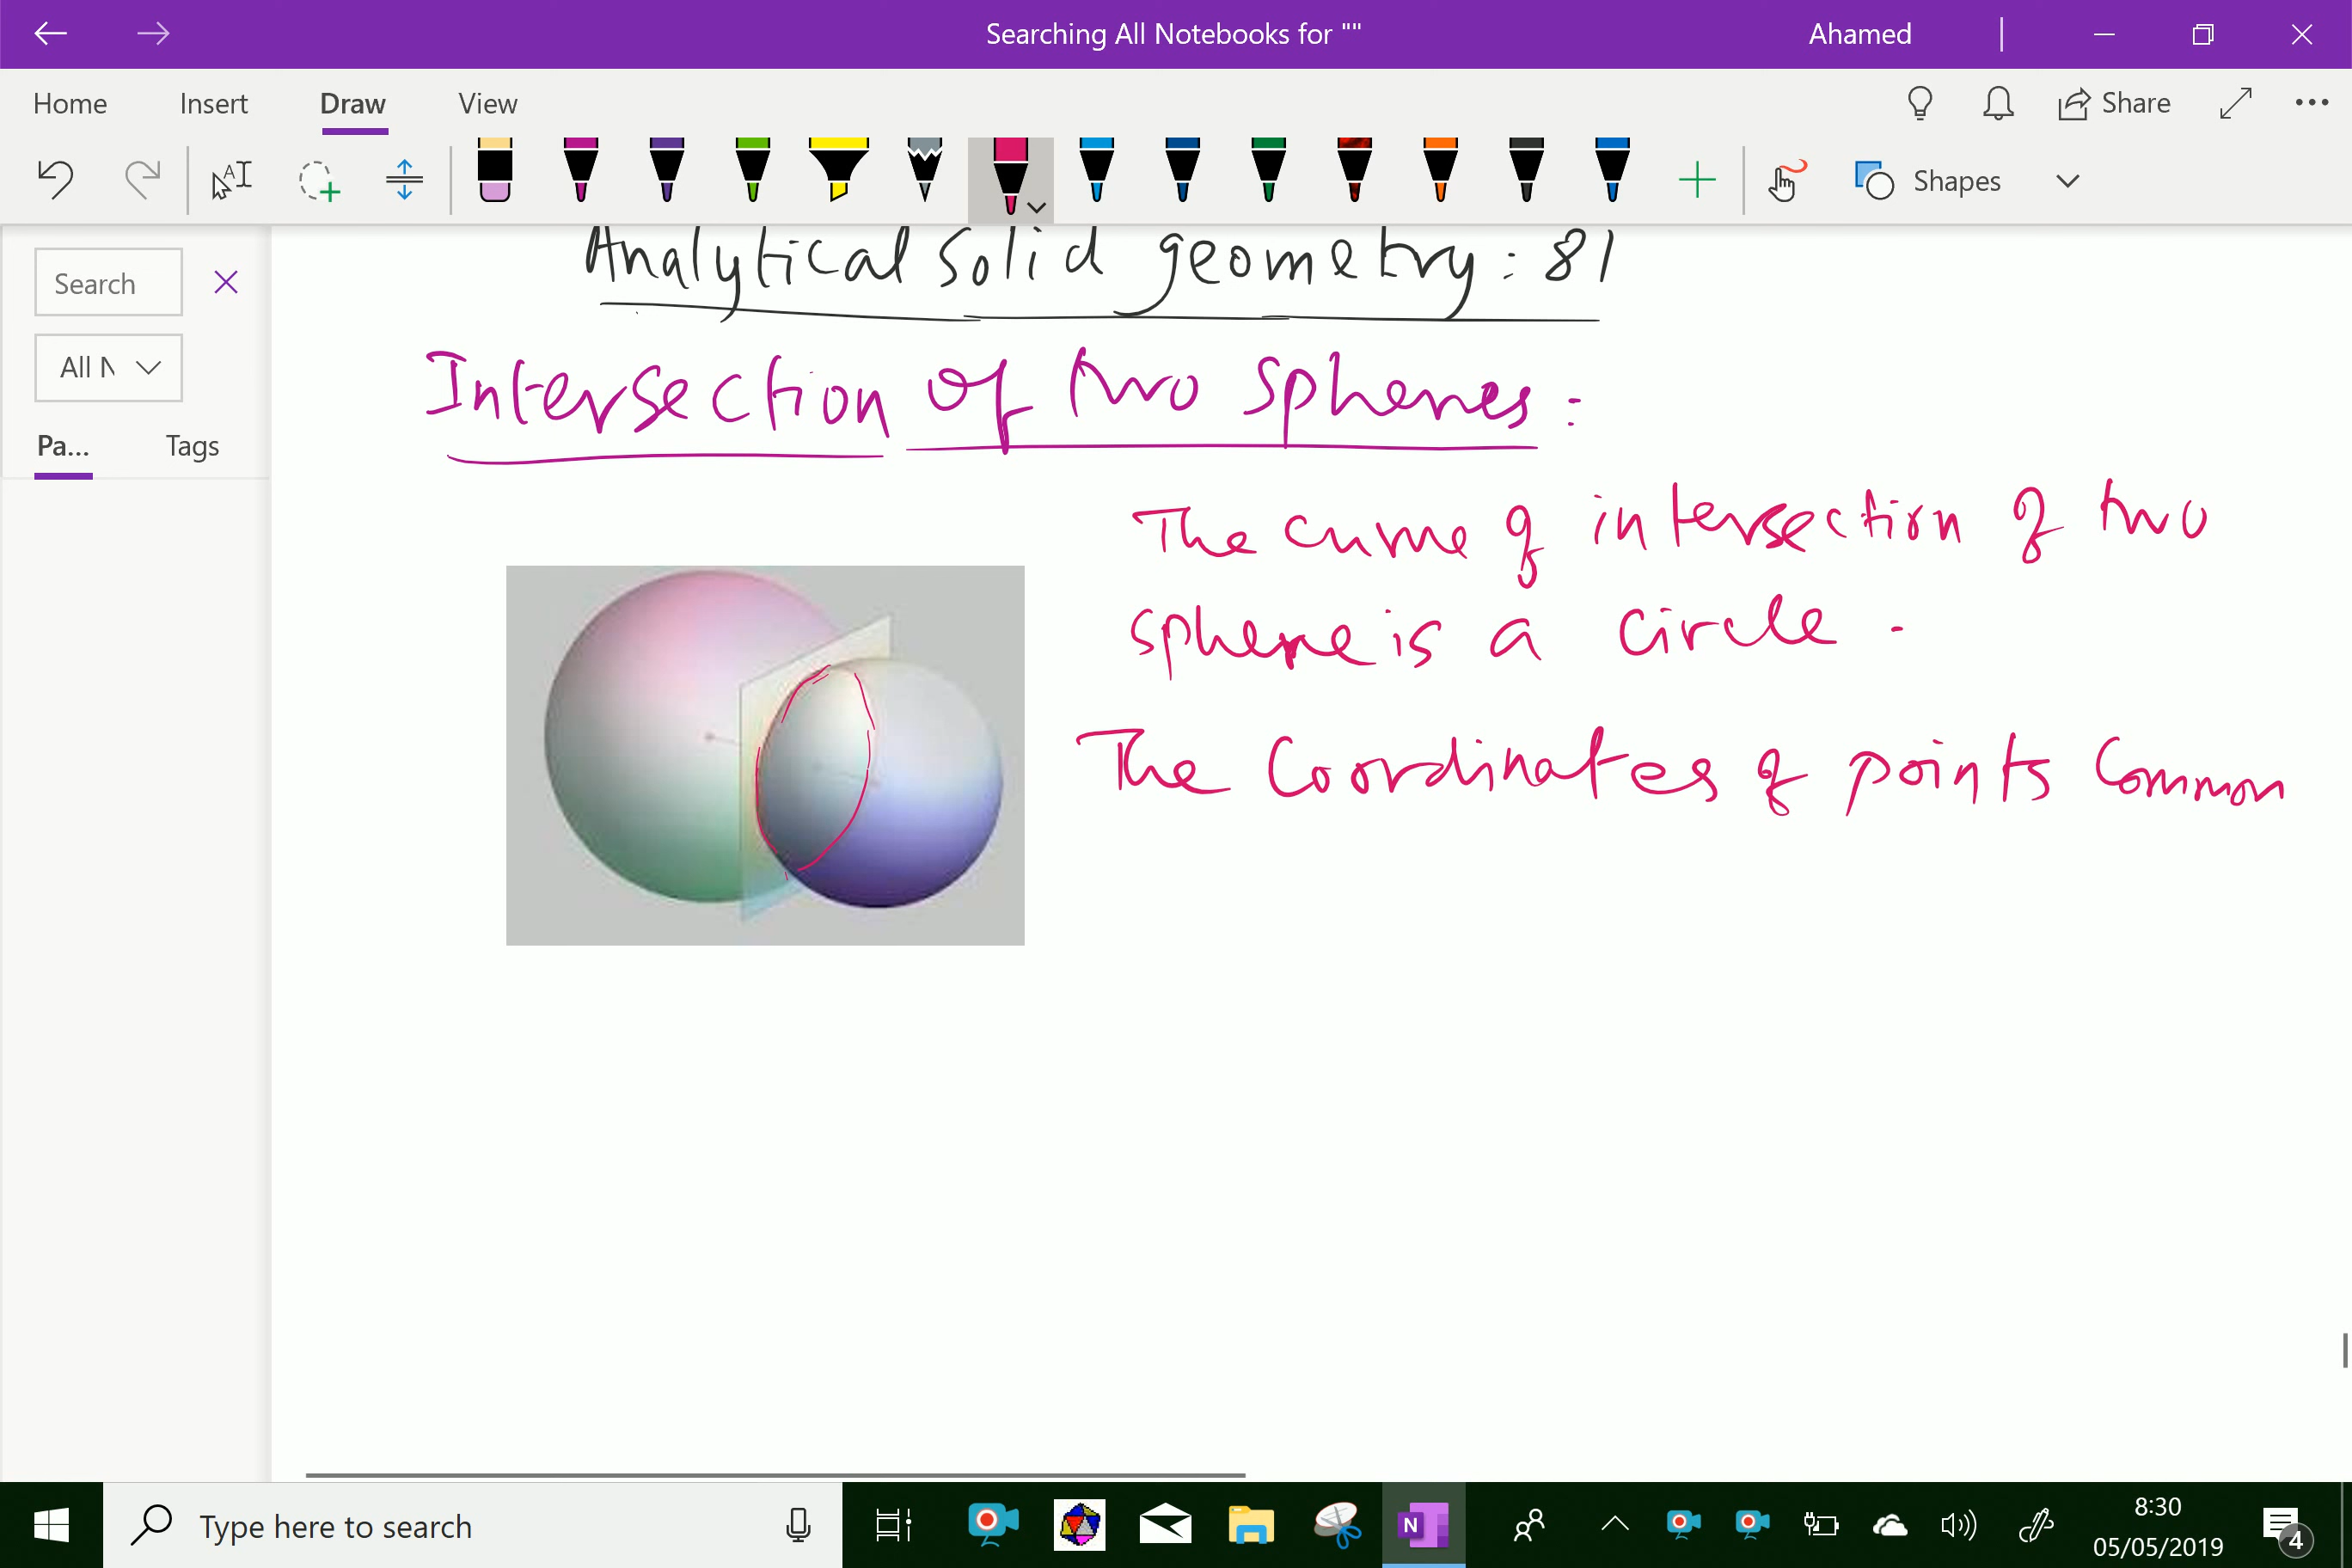 Searching All Notebooks for ""
Ahamed
Home Insert Draw View
Share
Shapes
Search
All N
Pa... Tags
Analytical Solid geometry: 81
Intersection of two Spheres:
The curve of intersection of two
sphere is a circle.
The Coordinates of points Common
Type here to search
N
8:30
05/05/2019
4